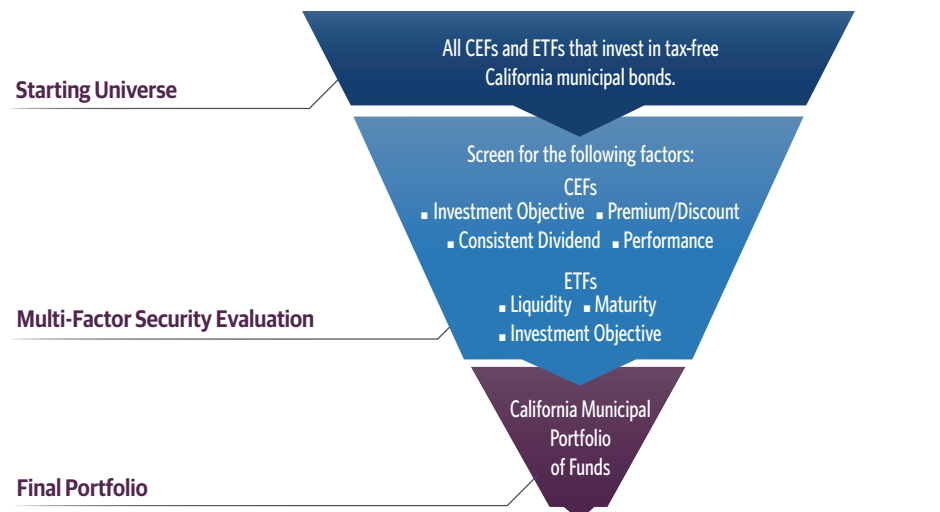 All CEFs and ETFs that invest in tax-free
California municipal bonds.
Starting Universe
Screen for the following factors:
CEFs
▪ Investment Objective ▪ Premium/Discount
▪ Consistent Dividend ▪ Performance
ETFs
▪ Liquidity ▪ Maturity
▪ Investment Objective
Multi-Factor Security Evaluation
California Municipal
Portfolio
of Funds
Final Portfolio